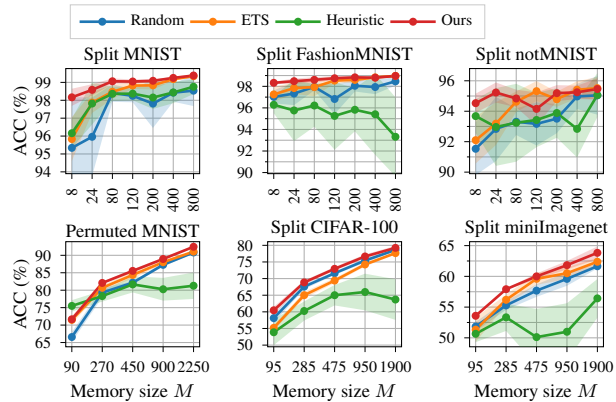 Random ETS Heuristic Ours
Split MNIST Split FashionMNIST Split notMNIST
ACC (%)
99 98 96 94
98 96 94 92 90
96 94 92 90
8 24 80 120 200 400 800
8 24 80 120 200 400 800
8 24 80 120 200 400 800
Permuted MNIST Split CIFAR-100 Split miniImagenet
ACC (%)
90 85 80 75 70 65
80 75 70 65 60 55 50
65 60 55 50
90 270 450 900 2250
95 285 475 950 1900
95 285 475 950 1900
Memory size M Memory size M Memory size M